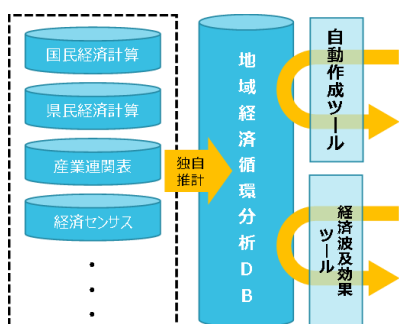 国民経済計算
県民経済計算
産業連関表
経済センサス
・
・
・
独自
推計
地域経済循環分析DB
自動作成ツール
経済波及効果
ツール